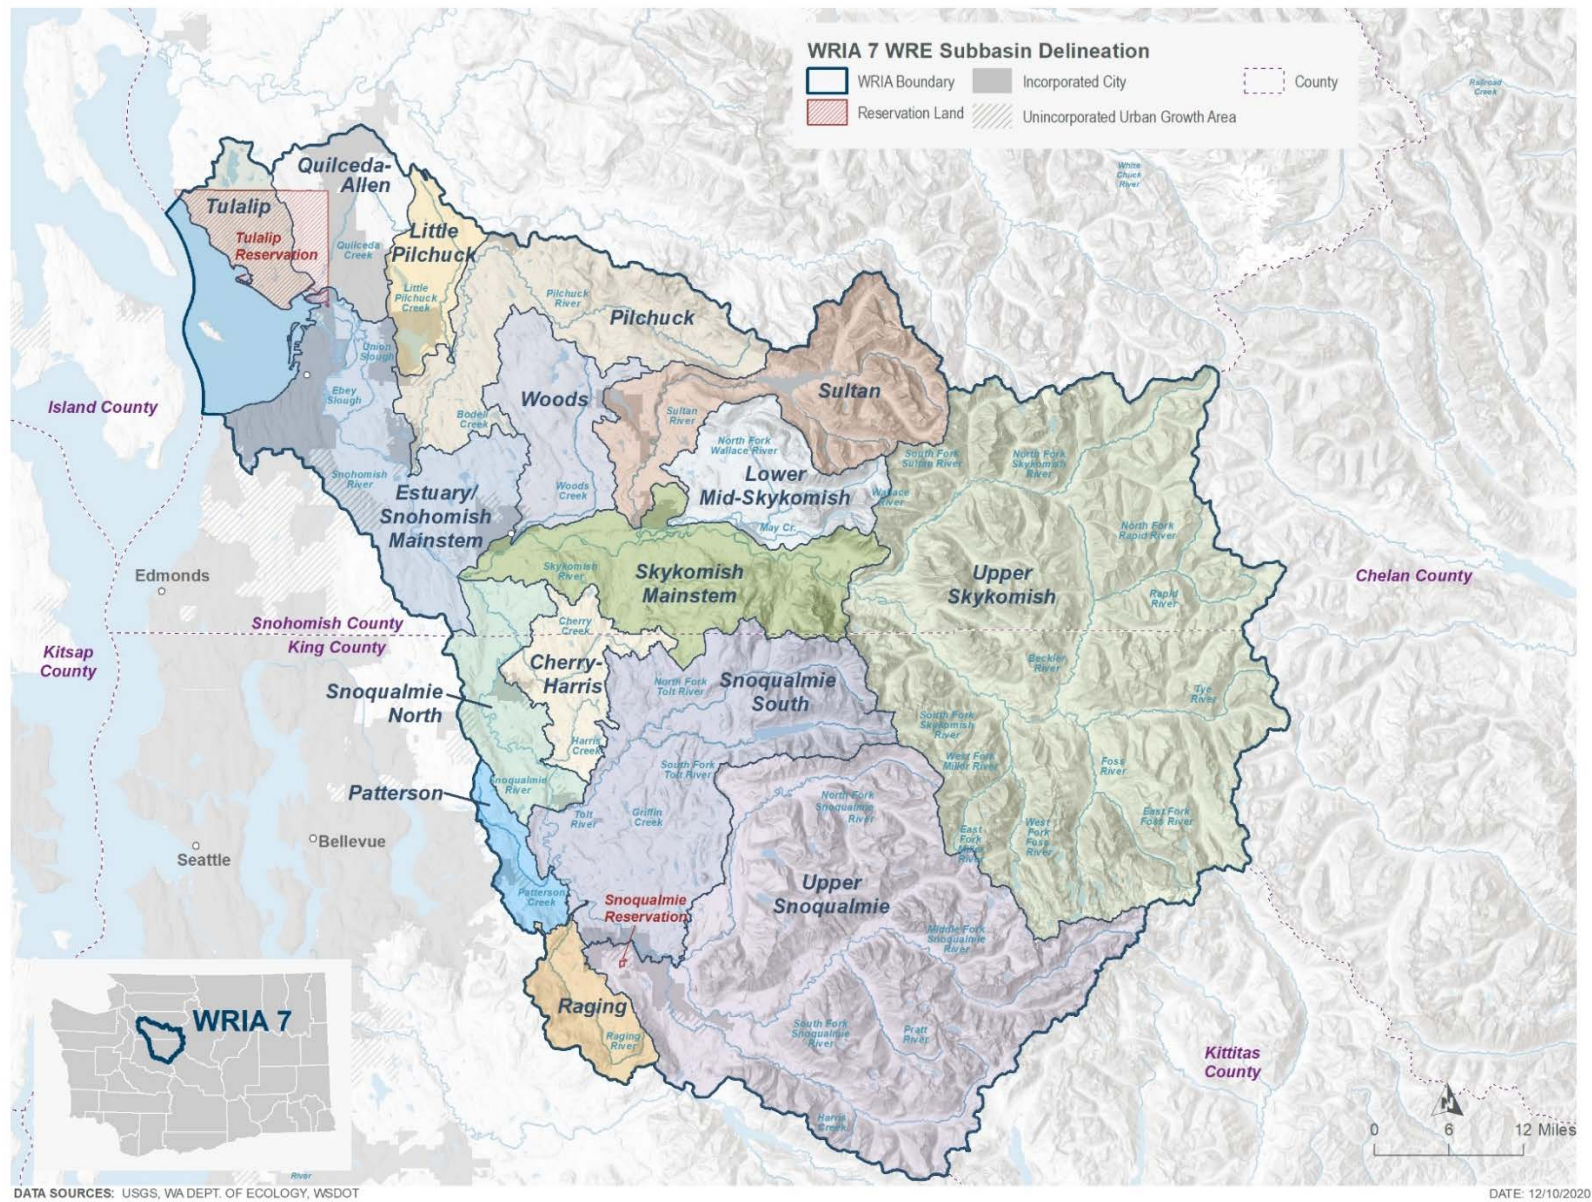 WRIA 7 WRE Subbasin Delineation
WRIA Boundary
Incorporated City
County
Reservation Land
Unincorporated Urban Growth Area
Railroad
Creek
White
Chuck
River
Quilceda-
Allen
Tulalip
Tulalip
Reservation
Quilceda
Creek
Little
Pilchuck
Little
Pilchuck
Creek
Pilchuck
River
Pilchuck
Union
Slough
Ebey
Slough
Island County
Woods
Bodell
Creek
Sultan
River
Sultan
North Fork
Wallace River
South Fork
Sultan River
North Fork
Skykomish
River
Lower
Mid-Skykomish
Wallace
River
May Cr.
Snohomish
River
Estuary/
Snohomish
Mainstem
Woods
Creek
North Fork
Rapid River
Edmonds
Skykomish
River
Skykomish
Mainstem
Upper
Skykomish
Rapid
River
Chelan County
Snohomish County
King County
Kitsap
County
Cherry
Creek
Cherry-
Harris
Beckler
River
Tye
River
Snoqualmie
North
North Fork
Tolt River
Snoqualmie
South
South Fork
Skykomish
River
Harris
Creek
West Fork
Miller River
Foss
River
South Fork
Tolt River
Patterson
Snoqualmie
River
Tolt
River
Griffin
Creek
North Fork
Snoqualmie
River
East Fork
Foss River
East
Fork
Miller
River
West
Fork
Foss
River
Seattle
Bellevue
Patterson
Creek
Snoqualmie
Reservation
Upper
Snoqualmie
Middle Fork
Snoqualmie
River
Raging
Raging
River
South Fork
Snoqualmie
River
Pratt
River
Kittitas
County
Harris
Creek
WRIA 7
River
N
0 6 12 Miles
DATA SOURCES: USGS, WA DEPT. OF ECOLOGY, WSDOT
DATE: 12/10/2020